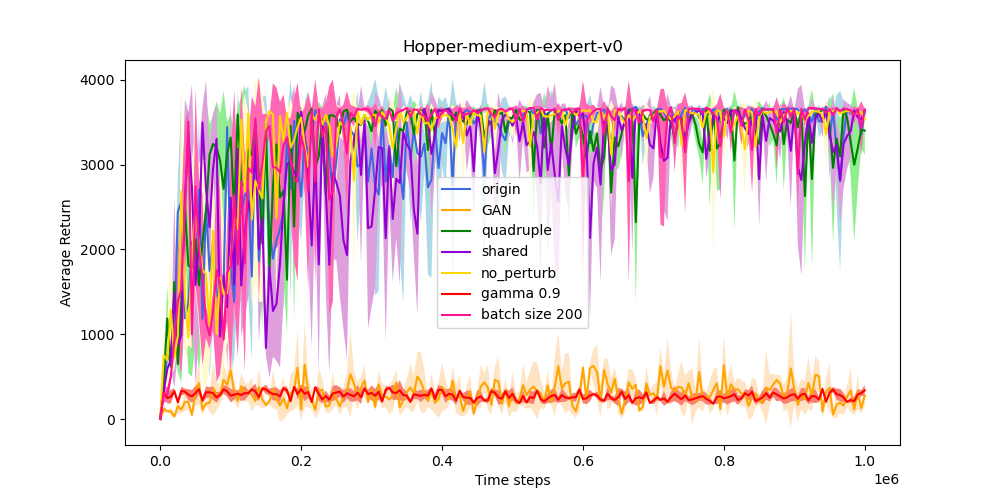 Hopper-medium-expert-v0
Average Return
4000
3000
2000
1000
0
origin
GAN
quadruple
shared
no_perturb
gamma 0.9
batch size 200
0.0
0.2
0.4
0.6
0.8
1.0
1e6
Time steps